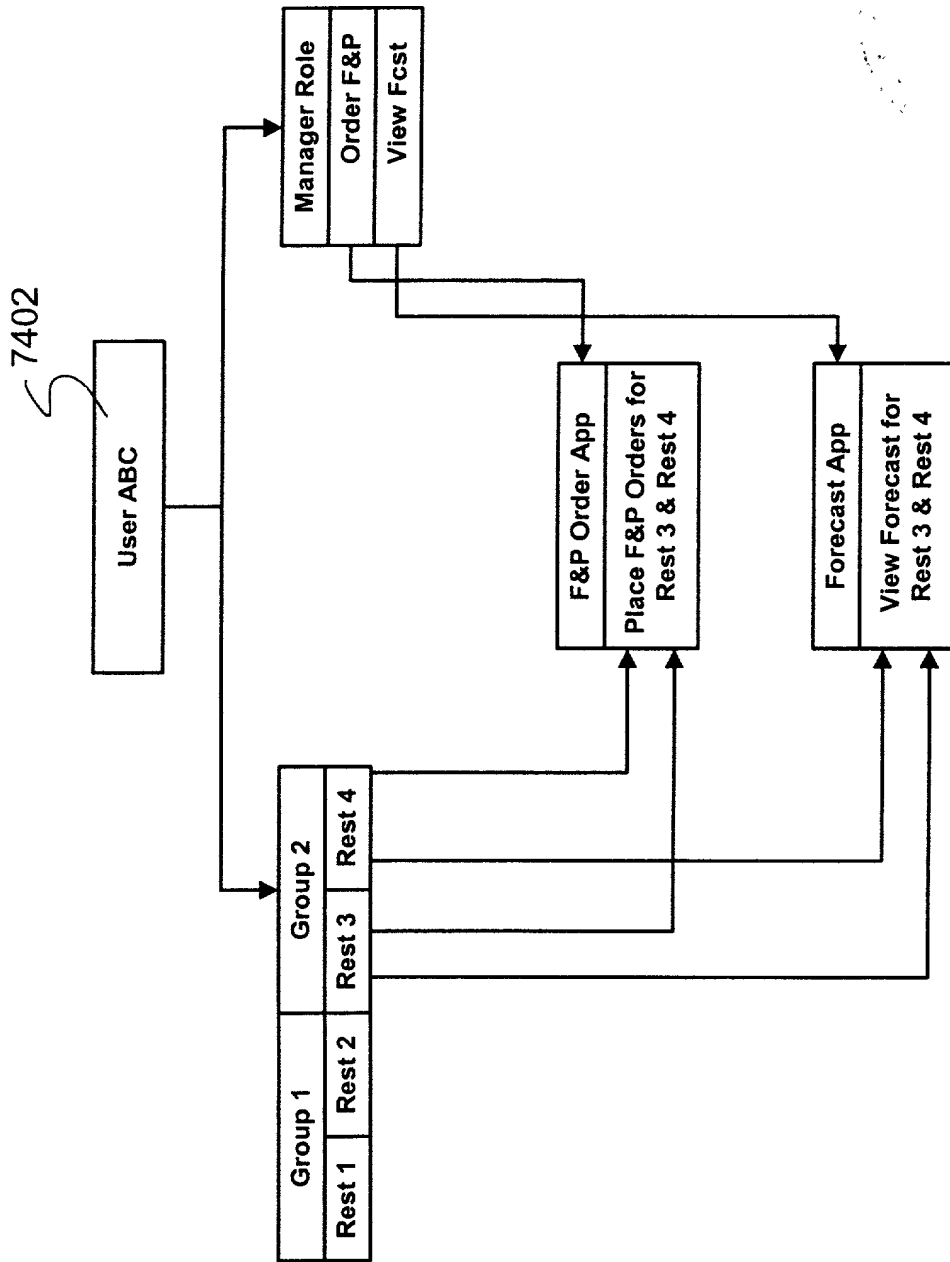 7402
User ABC
Group 1
Group 2
Rest 1
Rest 2
Rest 3
Rest 4
Manager Role
Order F&P
View Fcst
F&P Order App
Place F&P Orders for
Rest 3 & Rest 4
Forecast App
View Forecast for
Rest 3 & Rest 4